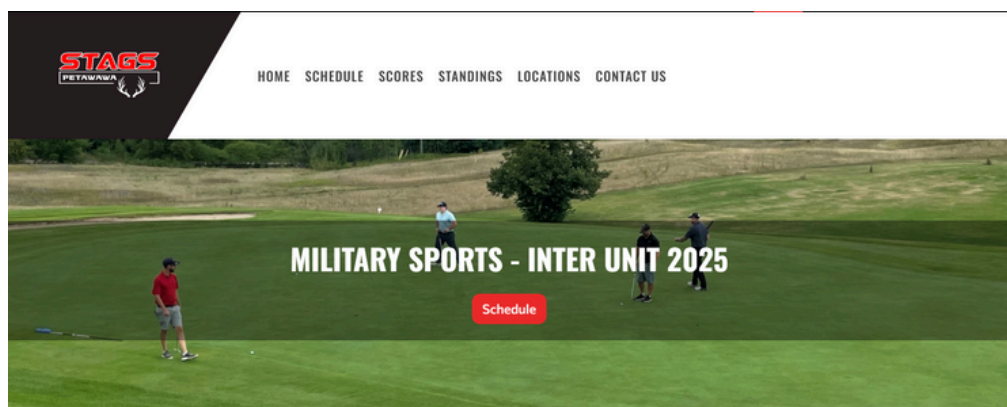 STAGS
PETAWAWA
HOME SCHEDULE SCORES STANDINGS LOCATIONS CONTACT US
MILITARY SPORTS - INTER UNIT 2025
Schedule